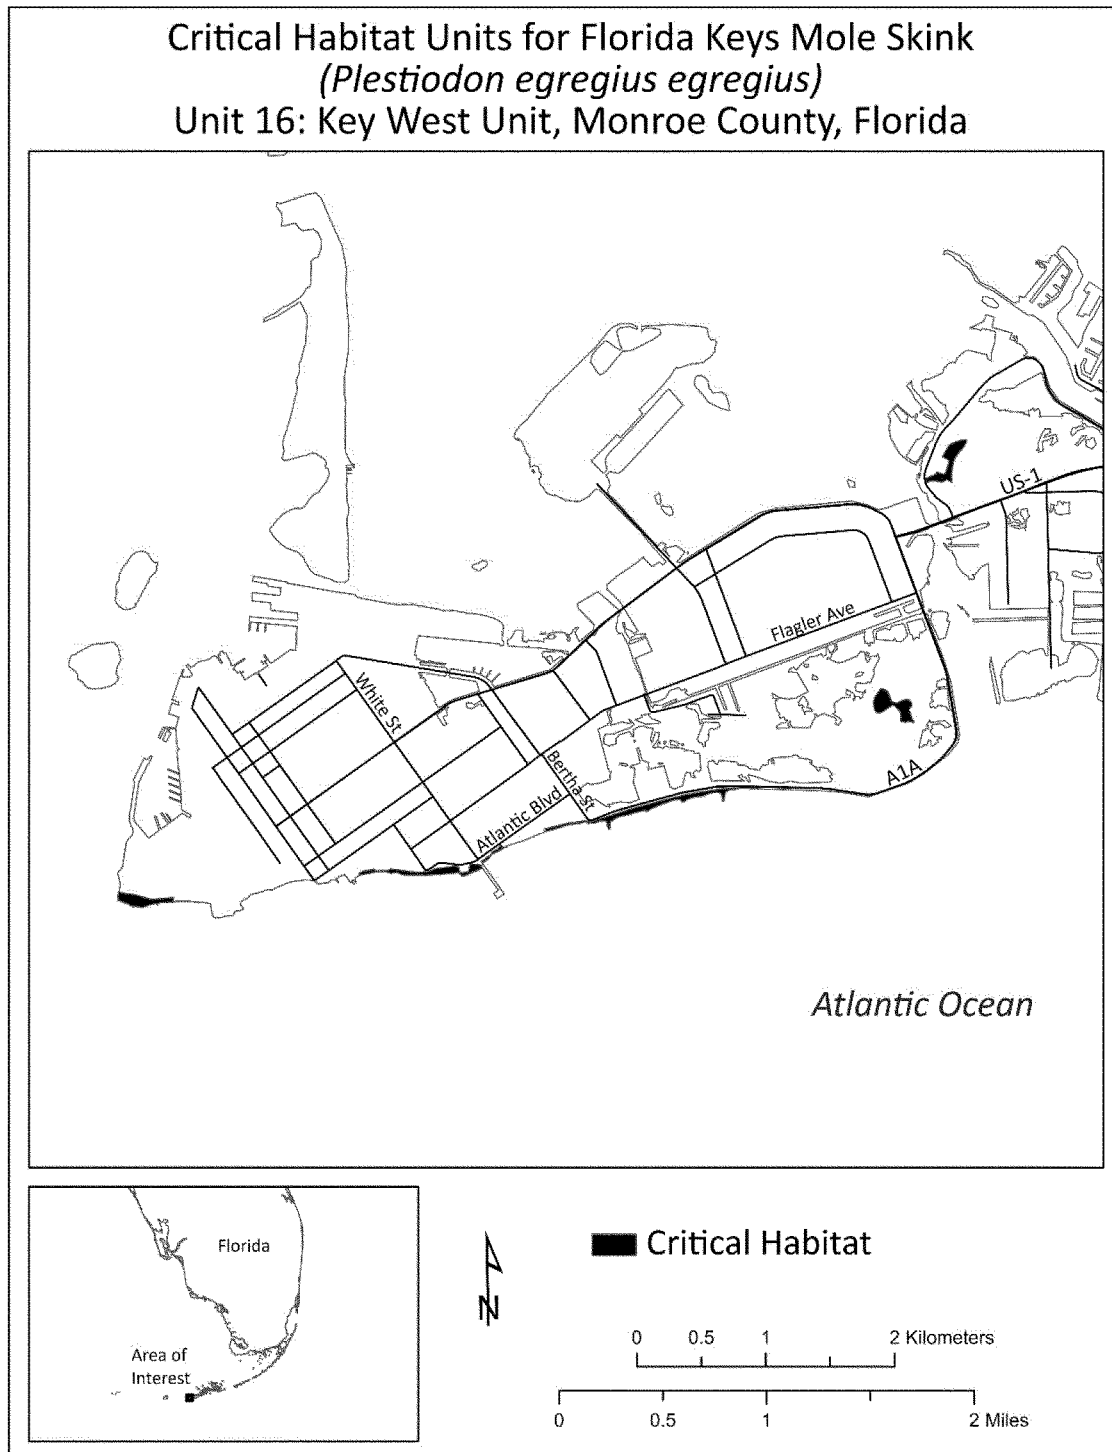 Critical Habitat Units for Florida Keys Mole Skink
(Plestiodon egregius egregius)
Unit 16: Key West Unit, Monroe County, Florida
US-1
Flagler Ave
White St
Bertha St
A1A
Atlantic Blvd
Atlantic Ocean
Florida
Area of
Interest
N
Critical Habitat
0 0.5 1 2 Kilometers
0 0.5 1 2 Miles